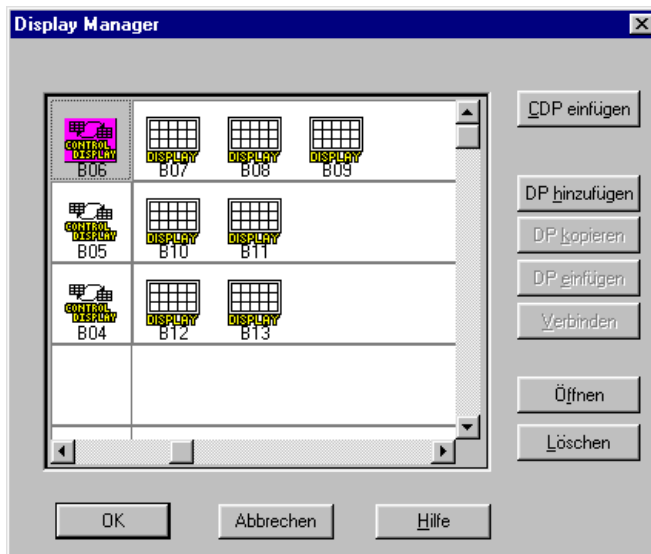 Display Manager
CDP einfügen
CONTROL DISPLAY B06
DISPLAY B07
DISPLAY B08
DISPLAY B09
DP hinzufügen
CONTROL DISPLAY B05
DISPLAY B10
DISPLAY B11
DP kopieren
DP einfügen
CONTROL DISPLAY B04
DISPLAY B12
DISPLAY B13
Verbinden
Öffnen
Löschen
OK
Abbrechen
Hilfe